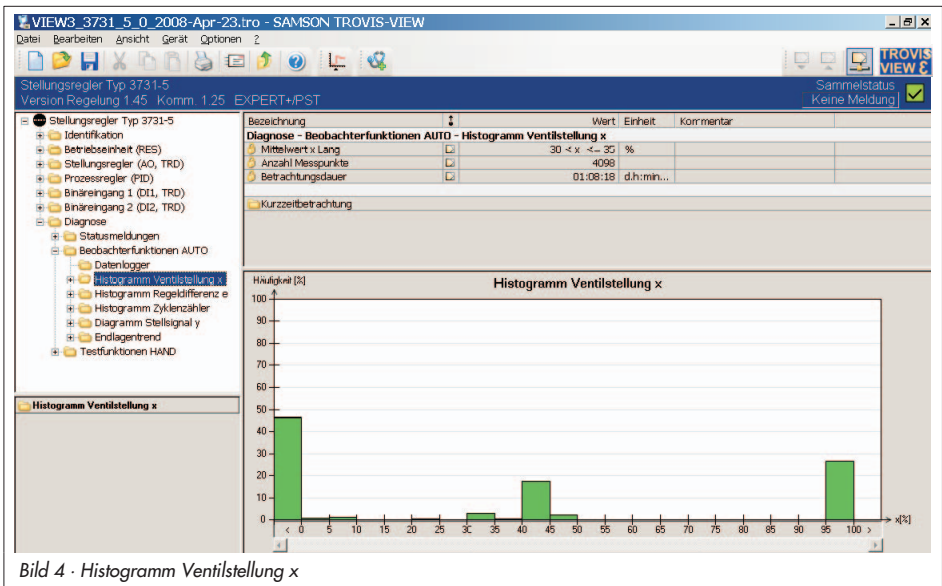 VIEW3_3731_5_0_2008-Apr-23.tro - SAMSON TROVIS-VIEW
Datei Bearbeiten Ansicht Gerät Optionen ?
TROVIS
VIEW 3
Stellungsregler Typ 3731-5
Version Regelung 1.45 Komm. 1.25 EXPERT+/PST
Sammelstatus
Keine Meldung
Stellungsregler Typ 3731-5
Identifikation
Betriebseinheit (RES)
Stellungsregler (AO, TRD)
Prozessregler (PID)
Binäreingang 1 (DI1, TRD)
Binäreingang 2 (DI2, TRD)
Diagnose
Statusmeldungen
Beobachterfunktionen AUTO
Datenlogger
Histogramm Ventilstellung x
Histogramm Regeldifferenz e
Histogramm Zyklenzähler
Diagramm Stellsignal y
Endlagentrend
Testfunktionen HAND
Histogramm Ventilstellung x
Bezeichnung Wert Einheit Kommentar
Diagnose - Beobachterfunktionen AUTO - Histogramm Ventilstellung x
Mittelwert x Lang 30 < x <= 35 %
Anzahl Messpunkte 4098
Betrachtungsdauer 01:08:18 d.h:min...
Kurzzeitbetrachtung
Häufigkeit [%]
Histogramm Ventilstellung x
100
90
80
70
60
50
40
30
20
10
0
< 0 5 10 15 20 25 30 35 40 45 50 55 60 65 70 75 80 85 90 95 100 >
x[%]
Bild 4 · Histogramm Ventilstellung x